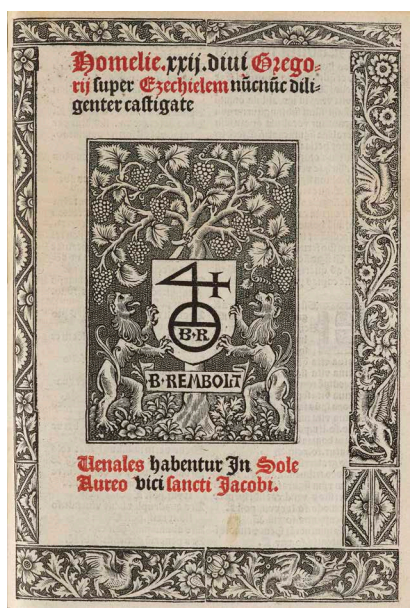 Homelie.xxij.diui Grego-
rij super Ezechielem nūcnūc dili-
genter castigate
B·R
B·REMBOLT
Uenales habentur In Sole
Aureo vici sancti Jacobi.